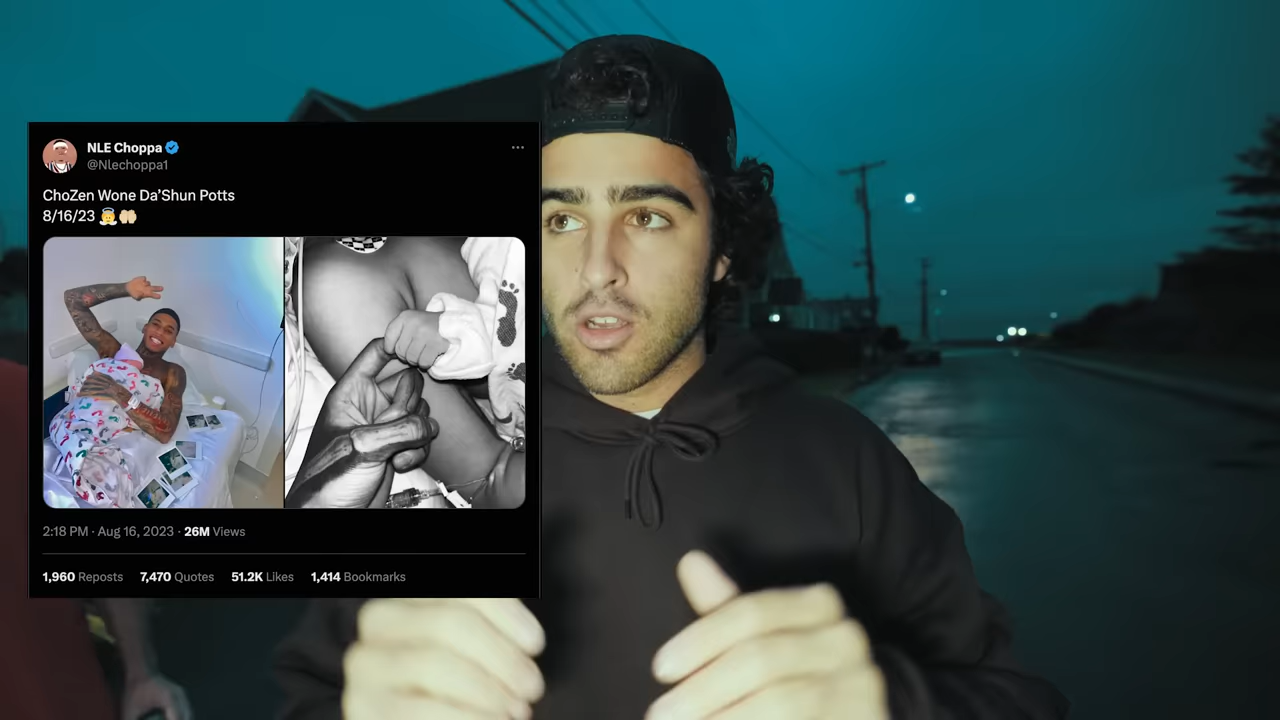 NLE Choppa
@Nlechoppa1
ChoZen Wone Da’Shun Potts
8/16/23 👼🤲🏻
2:18 PM · Aug 16, 2023 · 26M Views
1,960 Reposts 7,470 Quotes 51.2K Likes 1,414 Bookmarks